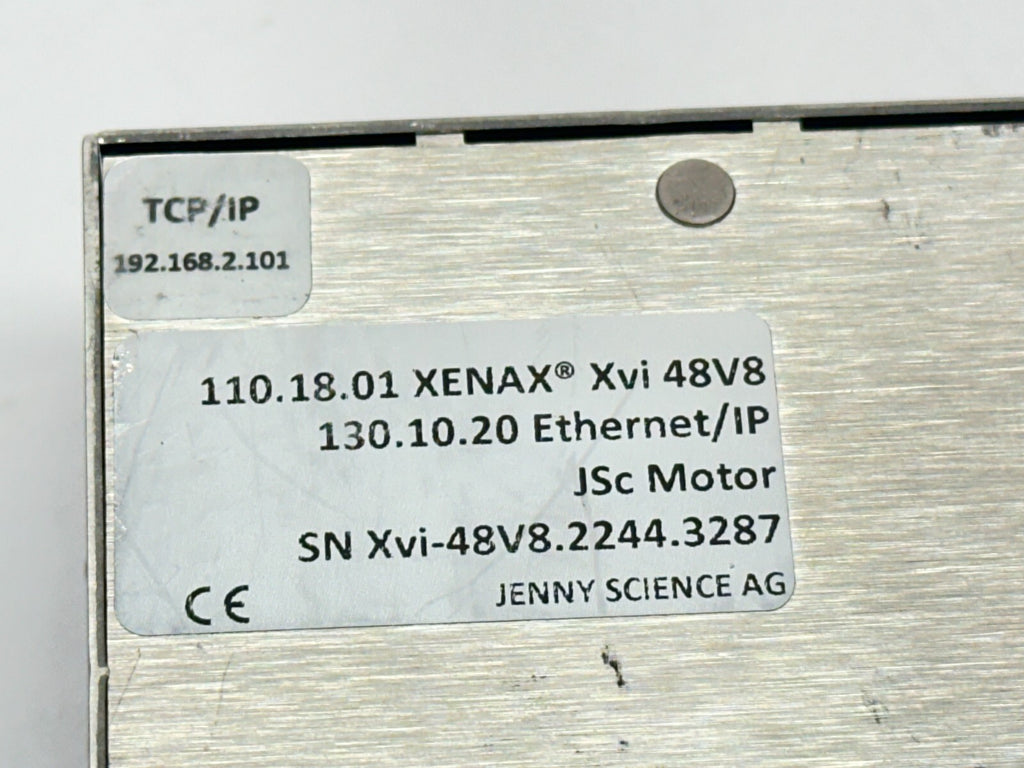 TCP/IP
192.168.2.101
110.18.01 XENAX® Xvi 48V8
130.10.20 Ethernet/IP
JSc Motor
SN Xvi-48V8.2244.3287
CE JENNY SCIENCE AG